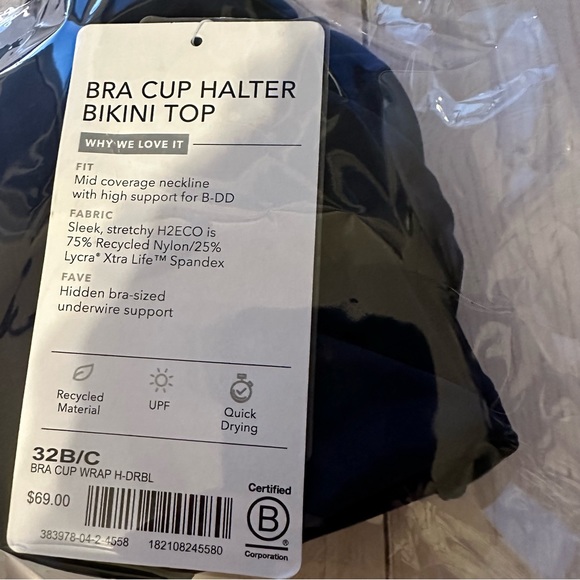 BRA CUP HALTER
BIKINI TOP
WHY WE LOVE IT
FIT
Mid coverage neckline
with high support for B-DD
FABRIC
Sleek, stretchy H2ECO is
75% Recycled Nylon/25%
Lycra® Xtra Life™ Spandex
FAVE
Hidden bra-sized
underwire support
Recycled
Material
UPF
Quick
Drying
32B/C
BRA CUP WRAP H-DRBL
$69.00
383978-04-2-4558
182108245580
Certified
B
®
Corporation